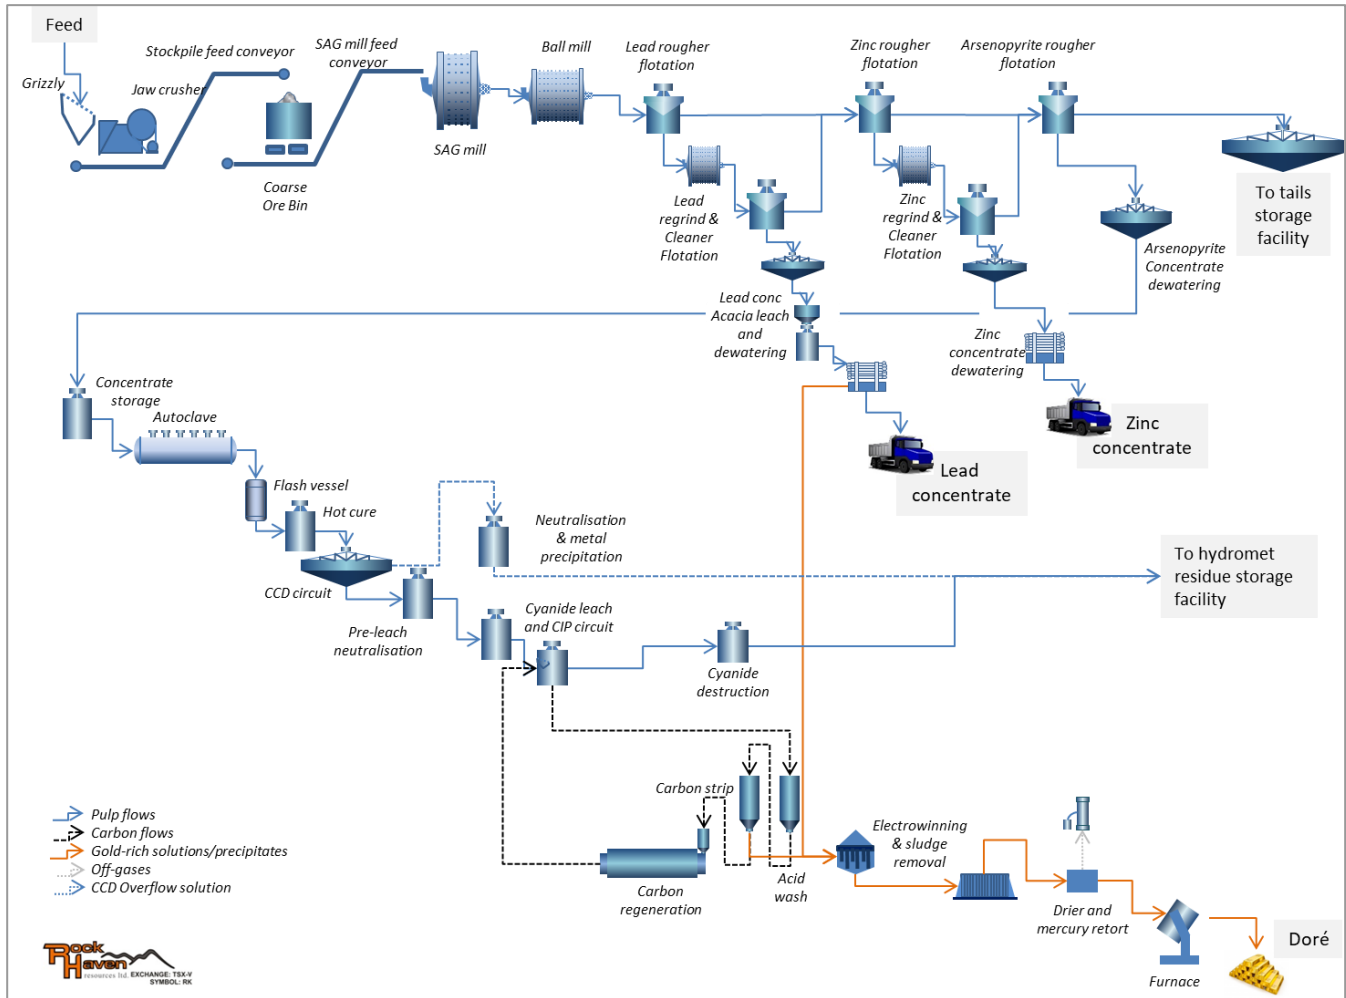 Feed
Grizzly
Jaw crusher
Stockpile feed conveyor
SAG mill feed
conveyor
Coarse
Ore Bin
SAG mill
Ball mill
Lead rougher
flotation
Zinc rougher
flotation
Arsenopyrite rougher
flotation
Lead
regrind &
Cleaner
Flotation
Zinc
regrind &
Cleaner
Flotation
Arsenopyrite
Concentrate
dewatering
To tails
storage
facility
Lead conc
Acacia leach
and
dewatering
Zinc
concentrate
dewatering
Zinc
concentrate
Lead
concentrate
Concentrate
storage
Autoclave
Flash vessel
Hot cure
CCD circuit
Neutralisation
& metal
precipitation
Pre-leach
neutralisation
Cyanide leach
and CIP circuit
Cyanide
destruction
To hydromet
residue storage
facility
Carbon strip
Acid
wash
Carbon
regeneration
Electrowinning
& sludge
removal
Drier and
mercury retort
Furnace
Doré
Pulp flows
Carbon flows
Gold-rich solutions/precipitates
Off-gases
CCD Overflow solution
Rock
Haven
resources ltd. EXCHANGE: TSX-V
SYMBOL: RK